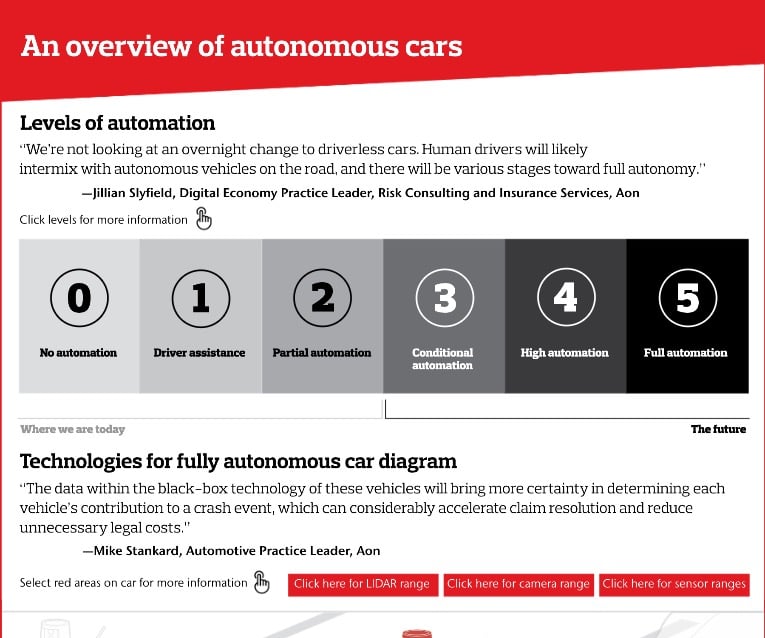 An overview of autonomous cars
Levels of automation
“We’re not looking at an overnight change to driverless cars. Human drivers will likely
intermix with autonomous vehicles on the road, and there will be various stages toward full autonomy.”
—Jillian Slyfield, Digital Economy Practice Leader, Risk Consulting and Insurance Services, Aon
Click levels for more information
0 1 2 3 4 5
No automation Driver assistance Partial automation Conditional High automation Full automation
automation
Where we are today The future
Technologies for fully autonomous car diagram
“The data within the black-box technology of these vehicles will bring more certainty in determining each
vehicle’s contribution to a crash event, which can considerably accelerate claim resolution and reduce
unnecessary legal costs.”
—Mike Stankard, Automotive Practice Leader, Aon
Select red areas on car for more information Click here for LIDAR range Click here for camera range Click here for sensor ranges